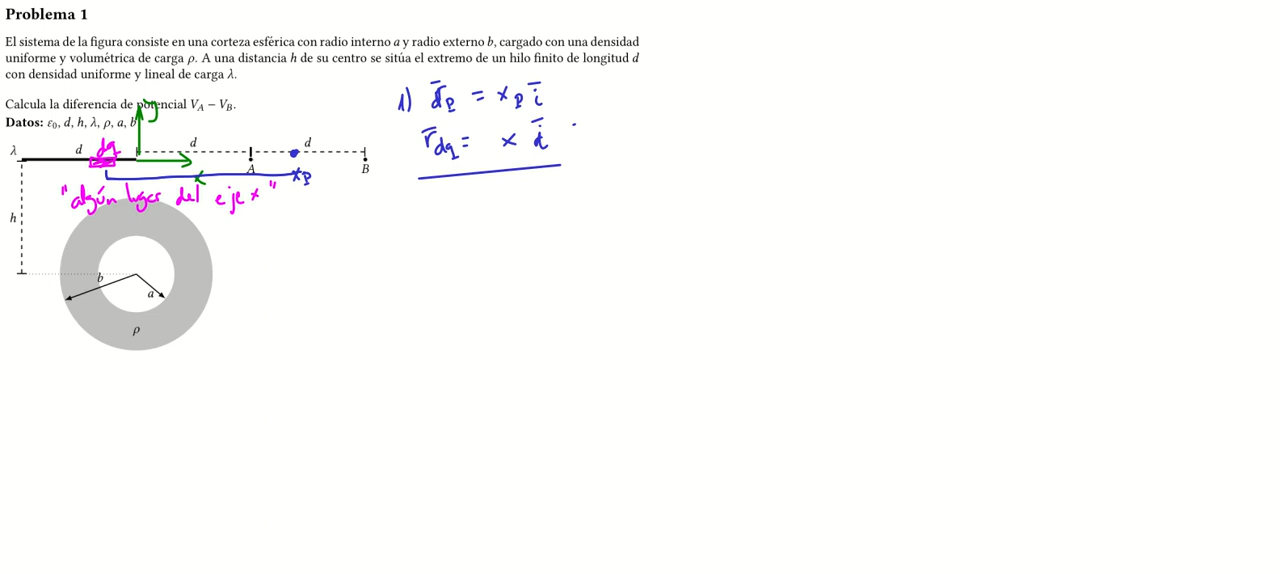 Problema 1
El sistema de la figura consiste en una corteza esférica con radio interno a y radio externo b, cargado con una densidad
uniforme y volumétrica de carga ρ. A una distancia h de su centro se sitúa el extremo de un hilo finito de longitud d
con densidad uniforme y lineal de carga λ.
Calcula la diferencia de potencial V_A − V_B.
Datos: ε₀, d, h, λ, ρ, a, b
1) r̄_P = x_P ī
r̄_dq = x ī
y
λ d dq d d
A B
x x_P
"algún lugar del eje x"
h
b
a
ρ